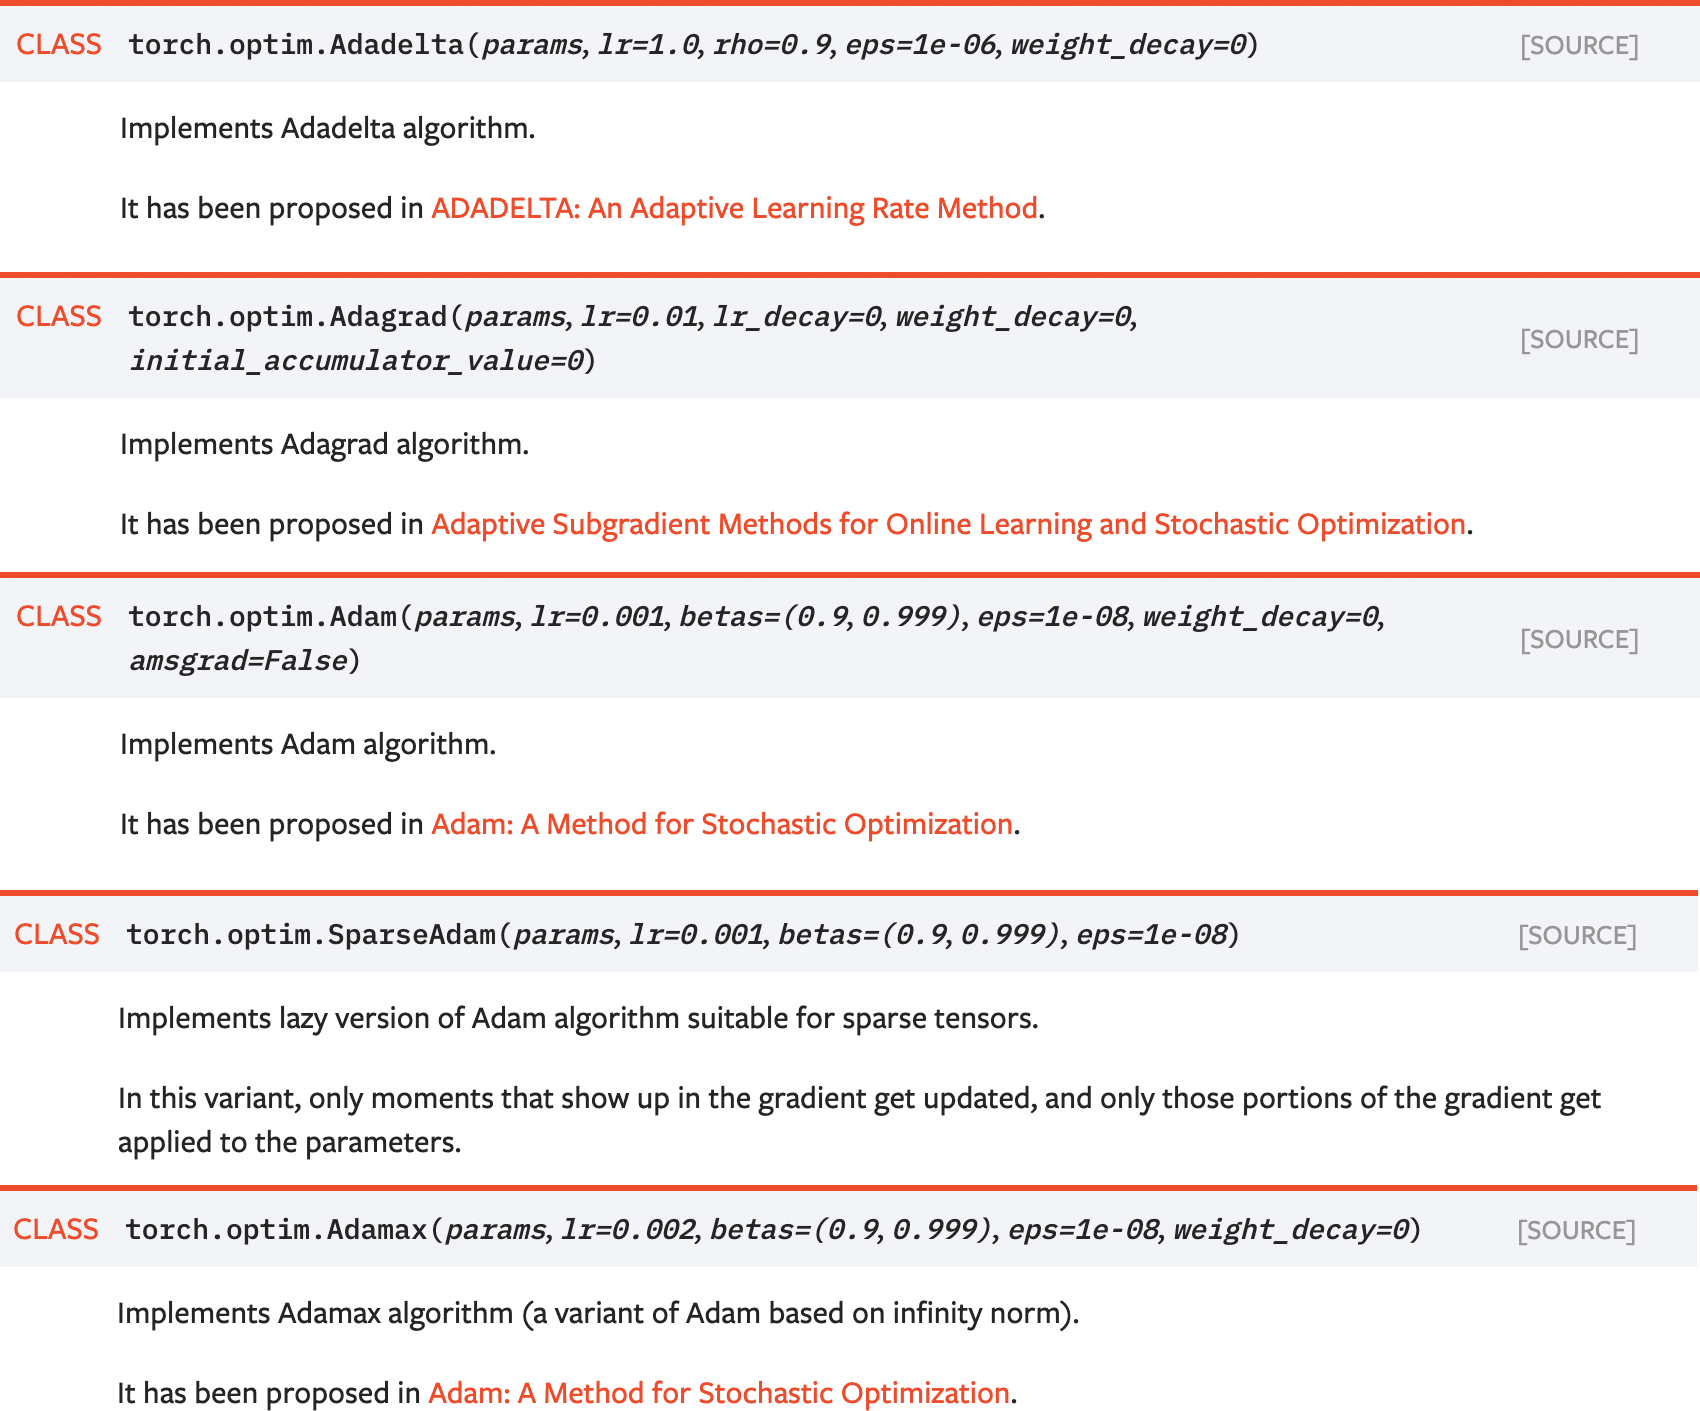 CLASS torch.optim.Adadelta(params, lr=1.0, rho=0.9, eps=1e-06, weight_decay=0) [SOURCE]
Implements Adadelta algorithm.
It has been proposed in ADADELTA: An Adaptive Learning Rate Method.
CLASS torch.optim.Adagrad(params, lr=0.01, lr_decay=0, weight_decay=0,
initial_accumulator_value=0) [SOURCE]
Implements Adagrad algorithm.
It has been proposed in Adaptive Subgradient Methods for Online Learning and Stochastic Optimization.
CLASS torch.optim.Adam(params, lr=0.001, betas=(0.9, 0.999), eps=1e-08, weight_decay=0,
amsgrad=False) [SOURCE]
Implements Adam algorithm.
It has been proposed in Adam: A Method for Stochastic Optimization.
CLASS torch.optim.SparseAdam(params, lr=0.001, betas=(0.9, 0.999), eps=1e-08) [SOURCE]
Implements lazy version of Adam algorithm suitable for sparse tensors.
In this variant, only moments that show up in the gradient get updated, and only those portions of the gradient get
applied to the parameters.
CLASS torch.optim.Adamax(params, lr=0.002, betas=(0.9, 0.999), eps=1e-08, weight_decay=0) [SOURCE]
Implements Adamax algorithm (a variant of Adam based on infinity norm).
It has been proposed in Adam: A Method for Stochastic Optimization.